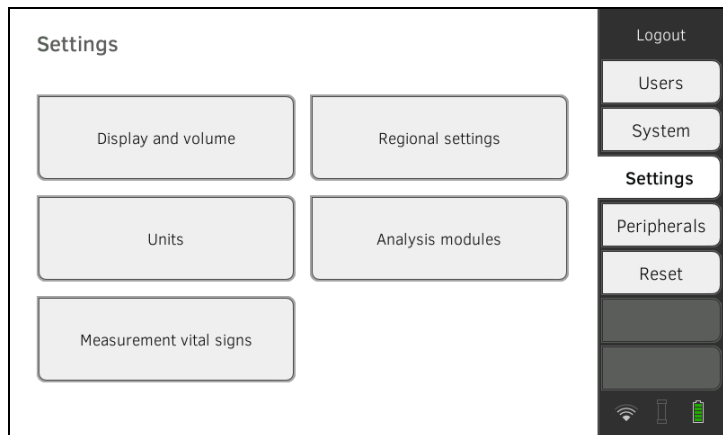 Settings
Display and volume
Regional settings
Units
Analysis modules
Measurement vital signs
Logout
Users
System
Settings
Peripherals
Reset